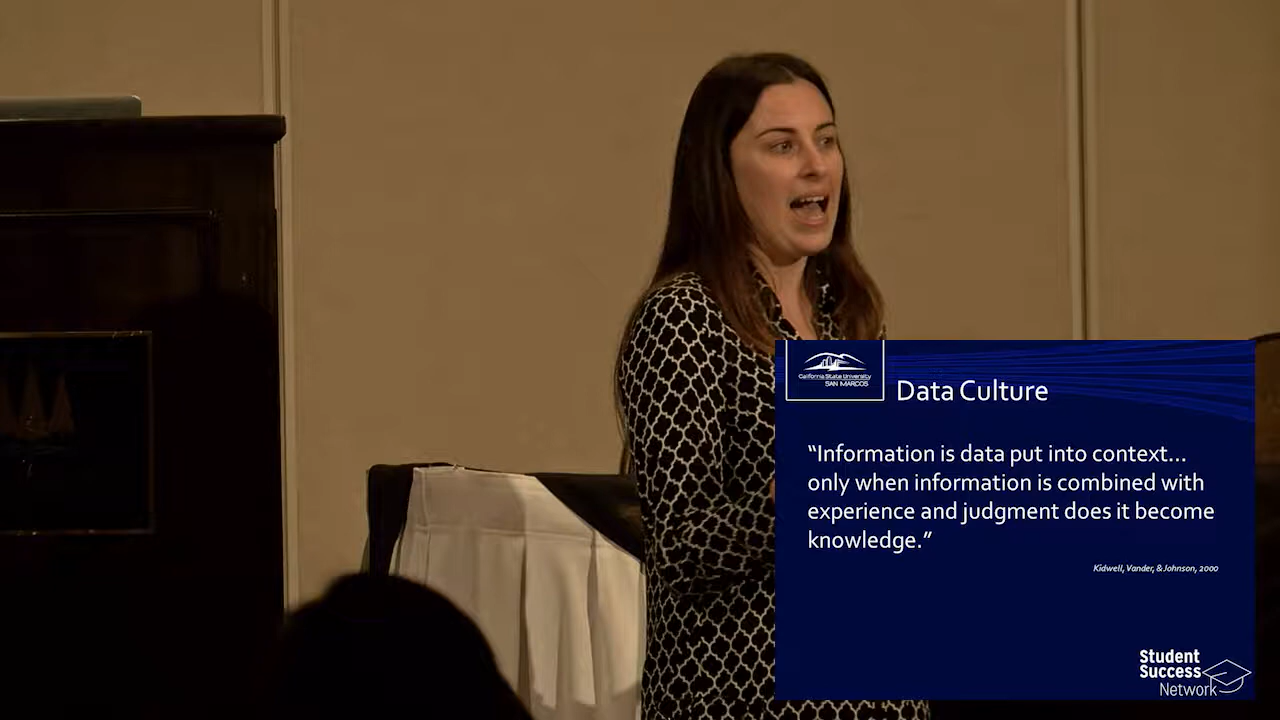 California State University
SAN MARCOS
Data Culture
“Information is data put into context...
only when information is combined with
experience and judgment does it become
knowledge.”
Kidwell, Vander, & Johnson, 2000
Student
Success
Network